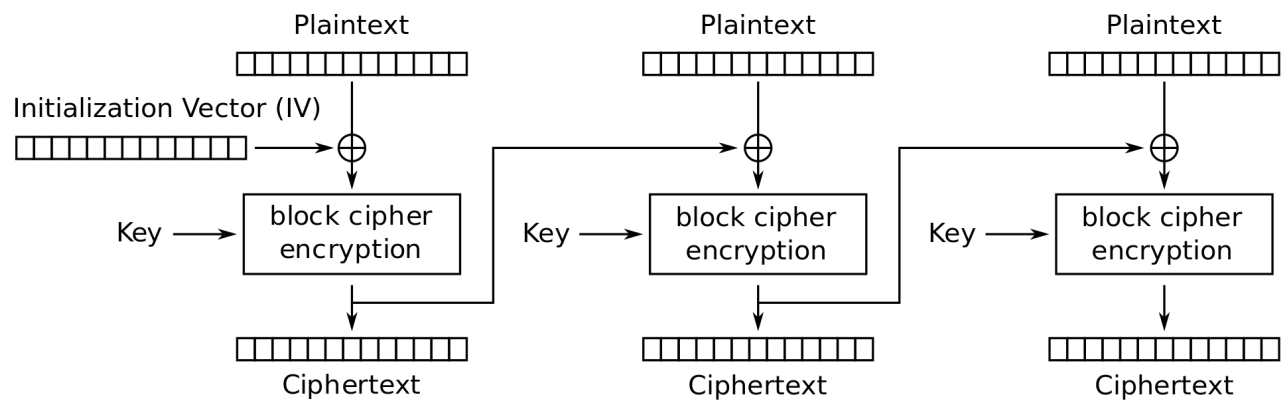 Plaintext
Plaintext
Plaintext
Initialization Vector (IV)
Key
block cipher
encryption
Key
block cipher
encryption
Key
block cipher
encryption
Ciphertext
Ciphertext
Ciphertext